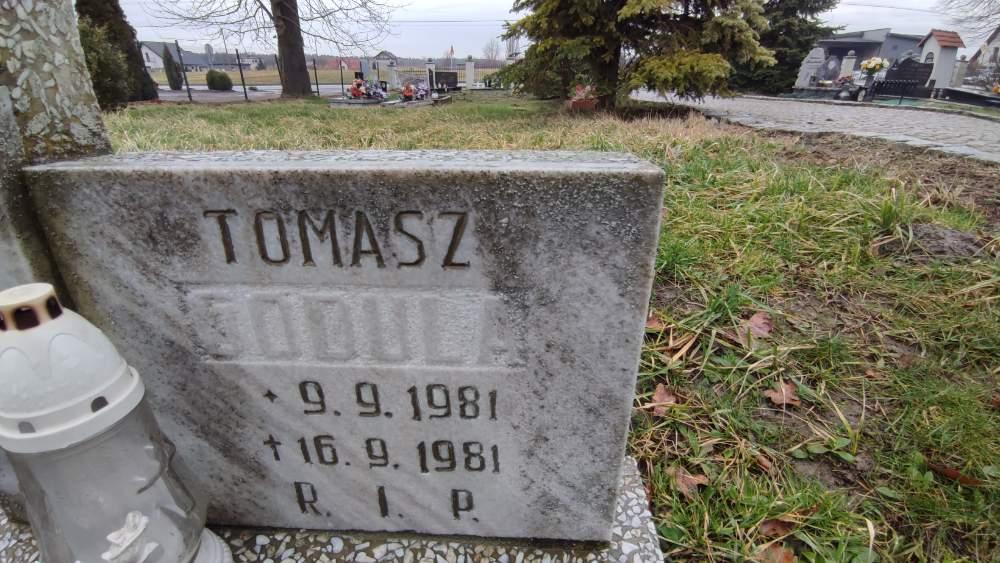 TOMASZ
✦ 9. 9. 1981
† 16. 9. 1981
R. I. P.